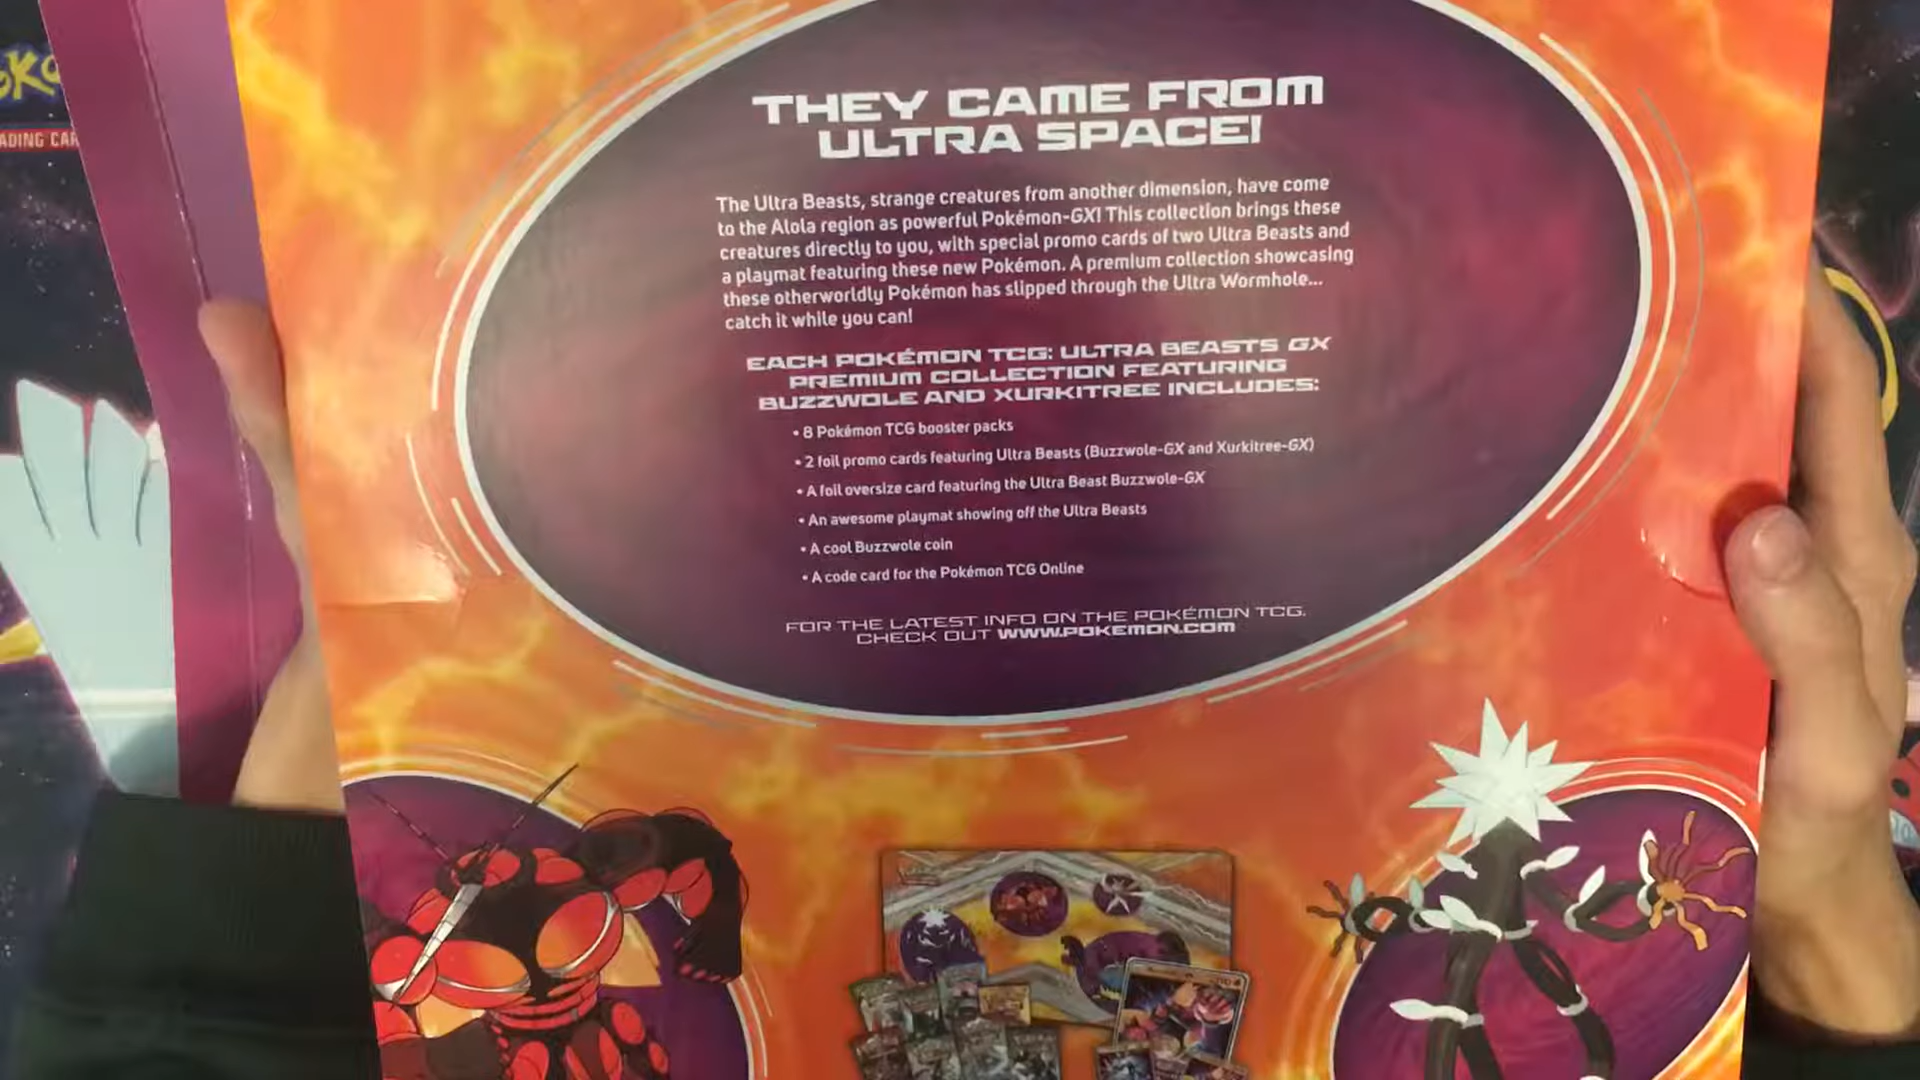 THEY CAME FROM
ULTRA SPACE!
The Ultra Beasts, strange creatures from another dimension, have come
to the Alola region as powerful Pokémon-GX! This collection brings these
creatures directly to you, with special promo cards of two Ultra Beasts and
a playmat featuring these new Pokémon. A premium collection showcasing
these otherworldly Pokémon has slipped through the Ultra Wormhole...
catch it while you can!
EACH POKÉMON TCG: ULTRA BEASTS GX
PREMIUM COLLECTION FEATURING
BUZZWOLE AND XURKITREE INCLUDES:
• 8 Pokémon TCG booster packs
• 2 foil promo cards featuring Ultra Beasts (Buzzwole-GX and Xurkitree-GX)
• A foil oversize card featuring the Ultra Beast Buzzwole-GX
• An awesome playmat showing off the Ultra Beasts
• A cool Buzzwole coin
• A code card for the Pokémon TCG Online
FOR THE LATEST INFO ON THE POKÉMON TCG,
CHECK OUT WWW.POKEMON.COM